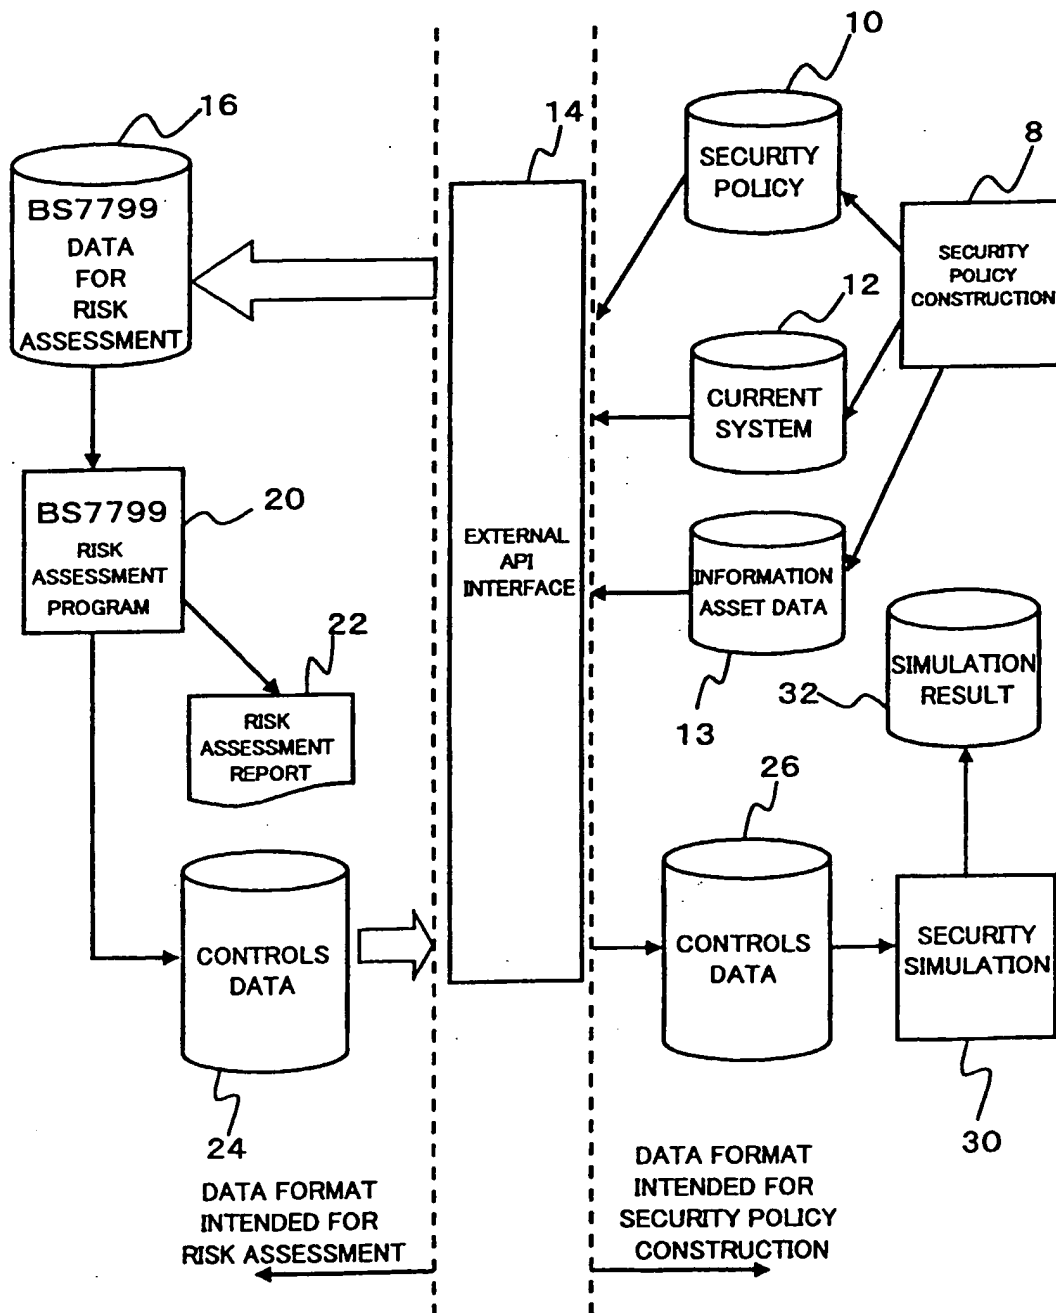 10
16
14
8
SECURITY
POLICY
BS7799
DATA
FOR
RISK
ASSESSMENT
SECURITY
POLICY
CONSTRUCTION
12
CURRENT
SYSTEM
BS7799
RISK
ASSESSMENT
PROGRAM
20
EXTERNAL
API
INTERFACE
INFORMATION
ASSET DATA
22
SIMULATION
RESULT
32
13
RISK
ASSESSMENT
REPORT
26
CONTROLS
DATA
CONTROLS
DATA
SECURITY
SIMULATION
24
30
DATA FORMAT
INTENDED FOR
RISK ASSESSMENT
DATA FORMAT
INTENDED FOR
SECURITY POLICY
CONSTRUCTION